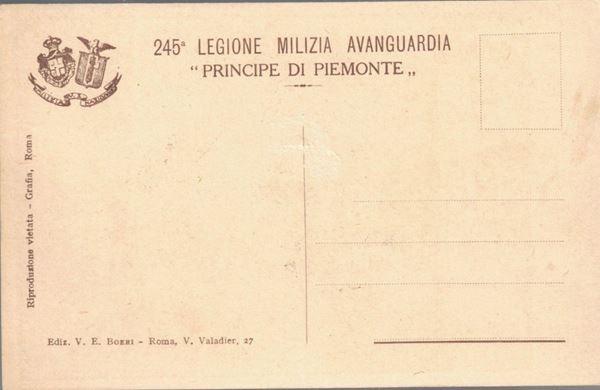 245ª LEGIONE MILIZIA AVANGUARDIA
“ PRINCIPE DI PIEMONTE „
Riproduzione vietata - Grafia, Roma
Ediz. V. E. BOERI - Roma, V. Valadier, 27